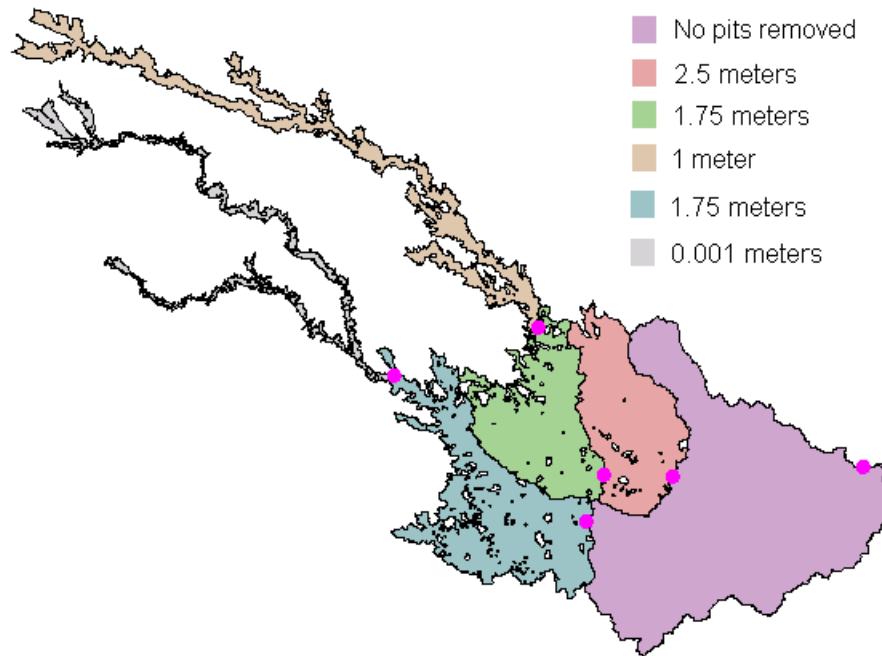 No pits removed
2.5 meters
1.75 meters
1 meter
1.75 meters
0.001 meters